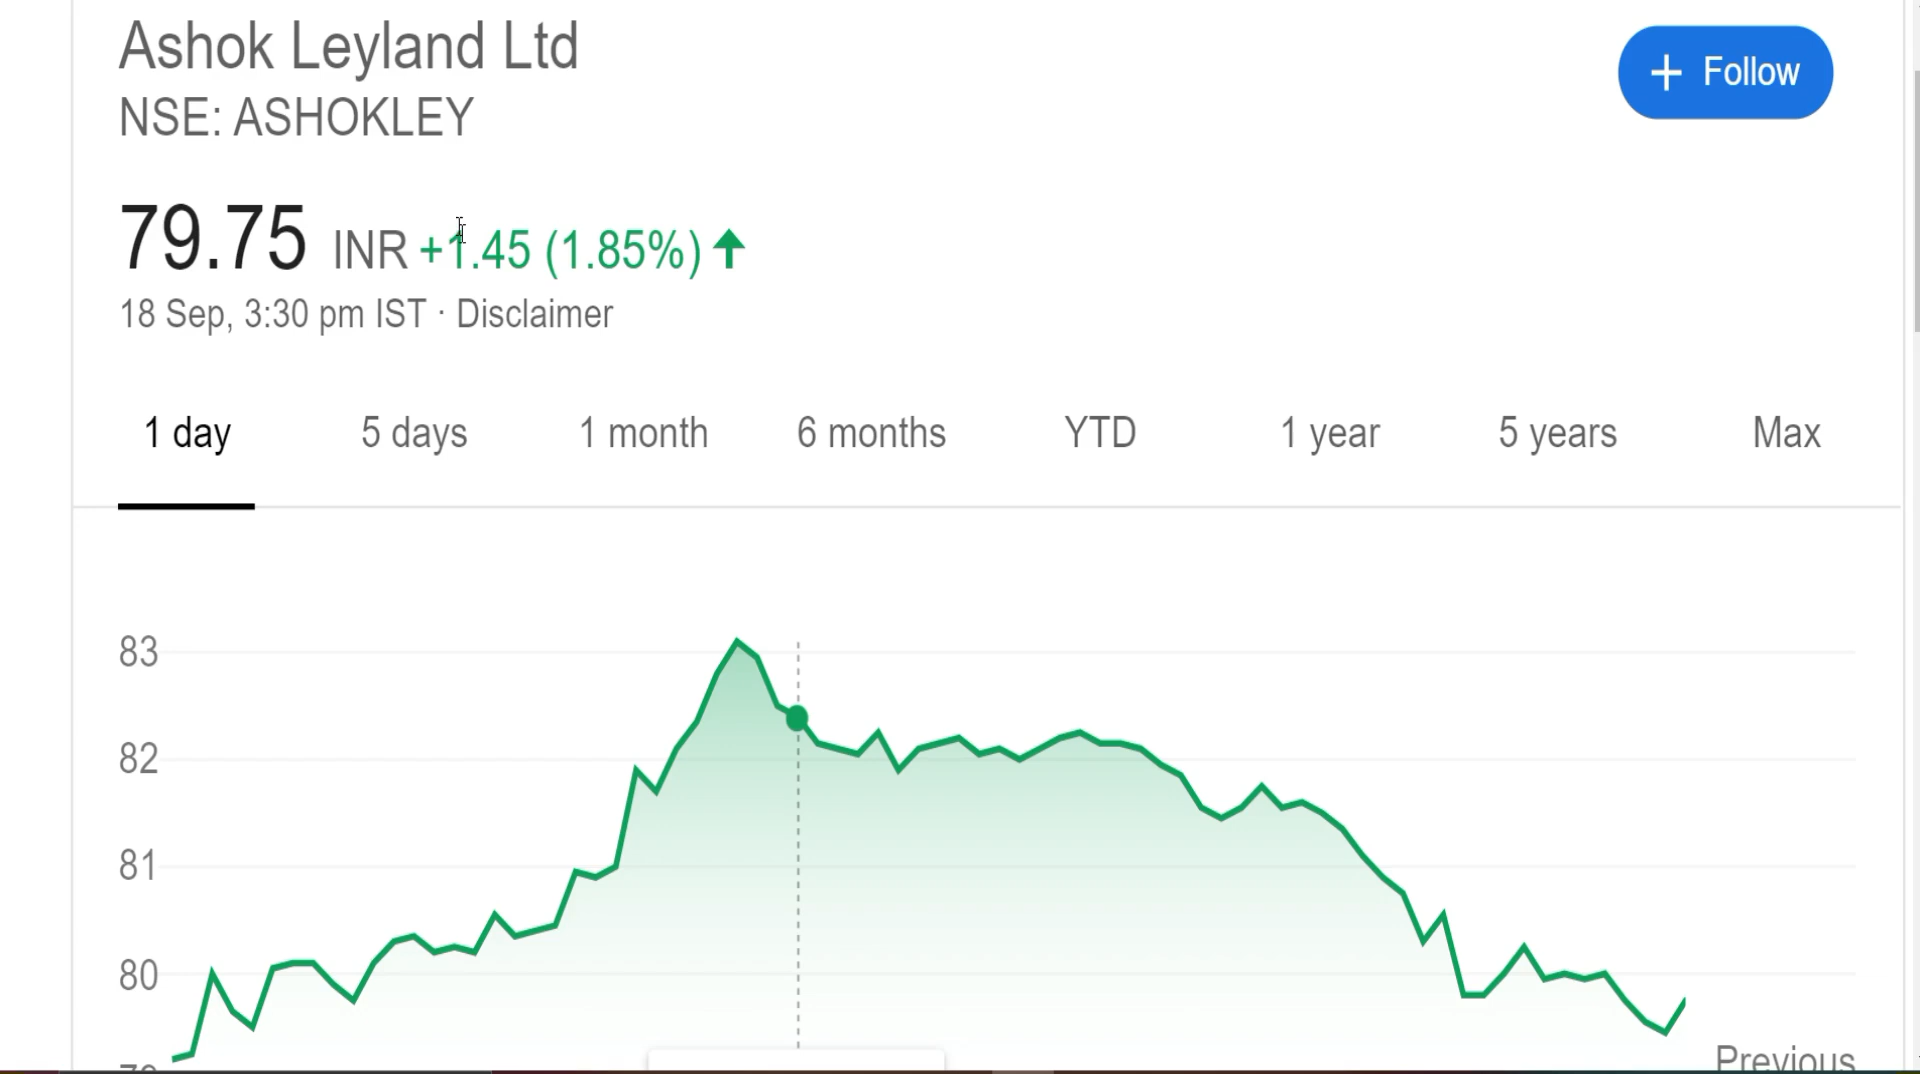 Ashok Leyland Ltd
+ Follow
NSE: ASHOKLEY
79.75 INR +1.45 (1.85%)
18 Sep, 3:30 pm IST · Disclaimer
1 day 5 days 1 month 6 months YTD 1 year 5 years Max
83
82
81
80
Previous